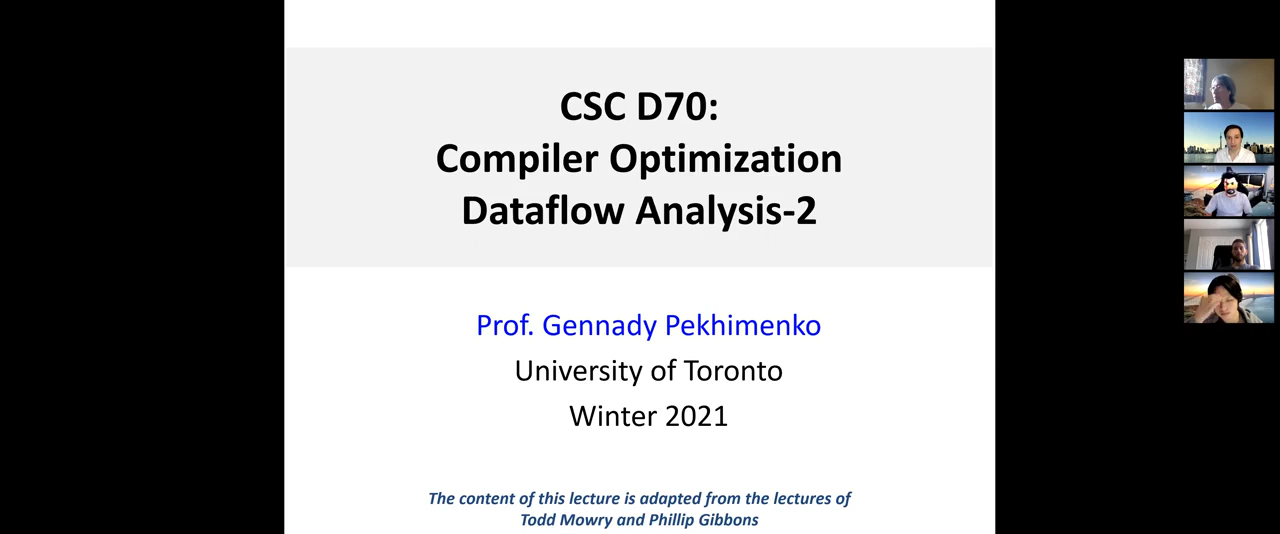 CSC D70:
Compiler Optimization
Dataflow Analysis-2
Prof. Gennady Pekhimenko
University of Toronto
Winter 2021
The content of this lecture is adapted from the lectures of
Todd Mowry and Phillip Gibbons